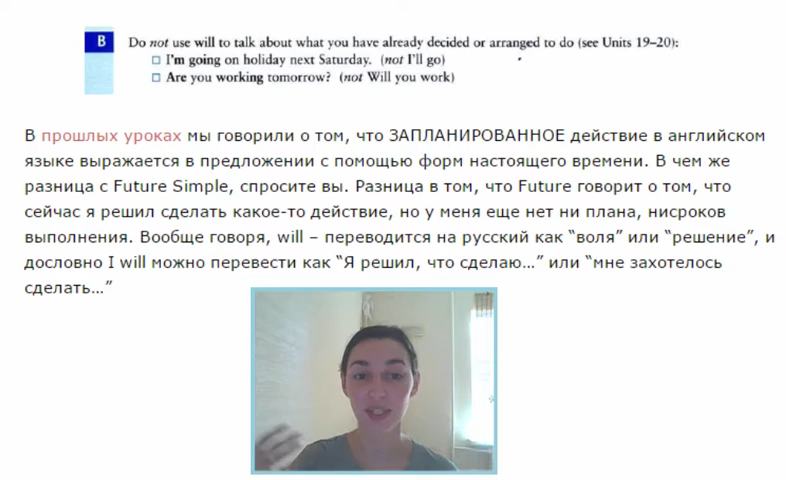 B Do not use will to talk about what you have already decided or arranged to do (see Units 19–20):
I'm going on holiday next Saturday. (not I'll go)
Are you working tomorrow? (not Will you work)
В прошлых уроках мы говорили о том, что ЗАПЛАНИРОВАННОЕ действие в английском
языке выражается в предложении с помощью форм настоящего времени. В чем же
разница с Future Simple, спросите вы. Разница в том, что Future говорит о том, что
сейчас я решил сделать какое-то действие, но у меня еще нет ни плана, нисроков
выполнения. Вообще говоря, will – переводится на русский как “воля” или “решение”, и
дословно I will можно перевести как “Я решил, что сделаю…” или “мне захотелось
сделать…”